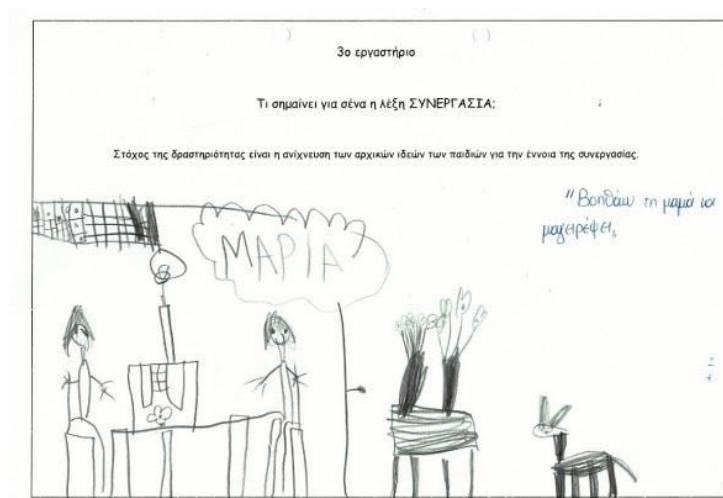 3ο εργαστήριο
Τι σημαίνει για σένα η λέξη ΣΥΝΕΡΓΑΣΙΑ;
Στόχος της δραστηριότητας είναι η ανίχνευση των αρχικών ιδεών των παιδιών για την έννοια της συνεργασίας.
"Βοηθάω τη μαμά να
μαγειρέψει"
ΜΑΡΙΑ